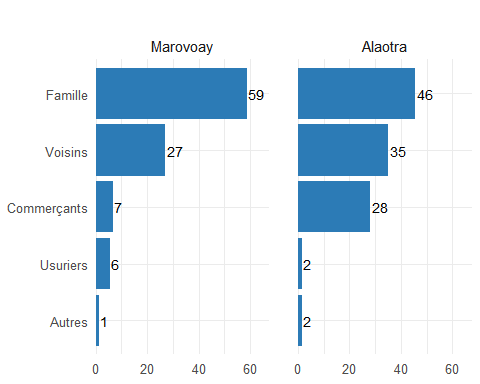 Marovoay
Alaotra
Famille
59
46
Voisins
27
35
Commerçants
7
28
Usuriers
6
2
Autres
1
2
0
20
40
60
0
20
40
60